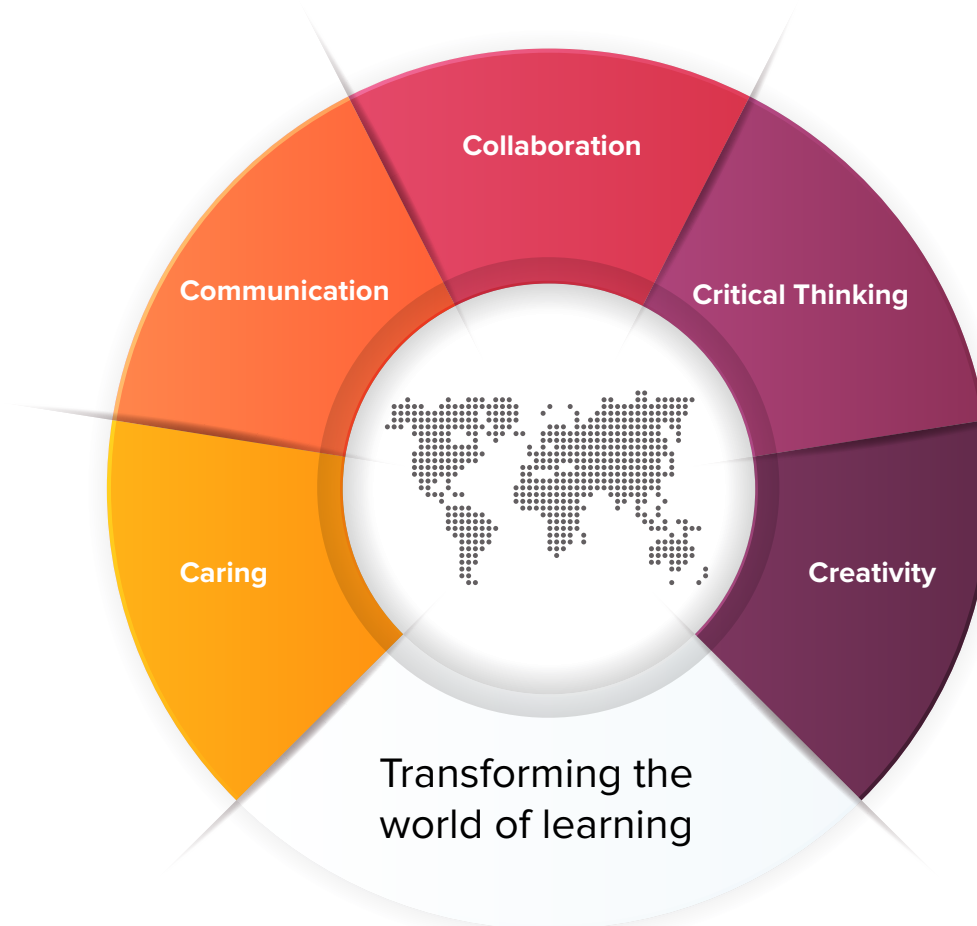 Collaboration
Communication
Critical Thinking
Caring
Creativity
Transforming the
world of learning